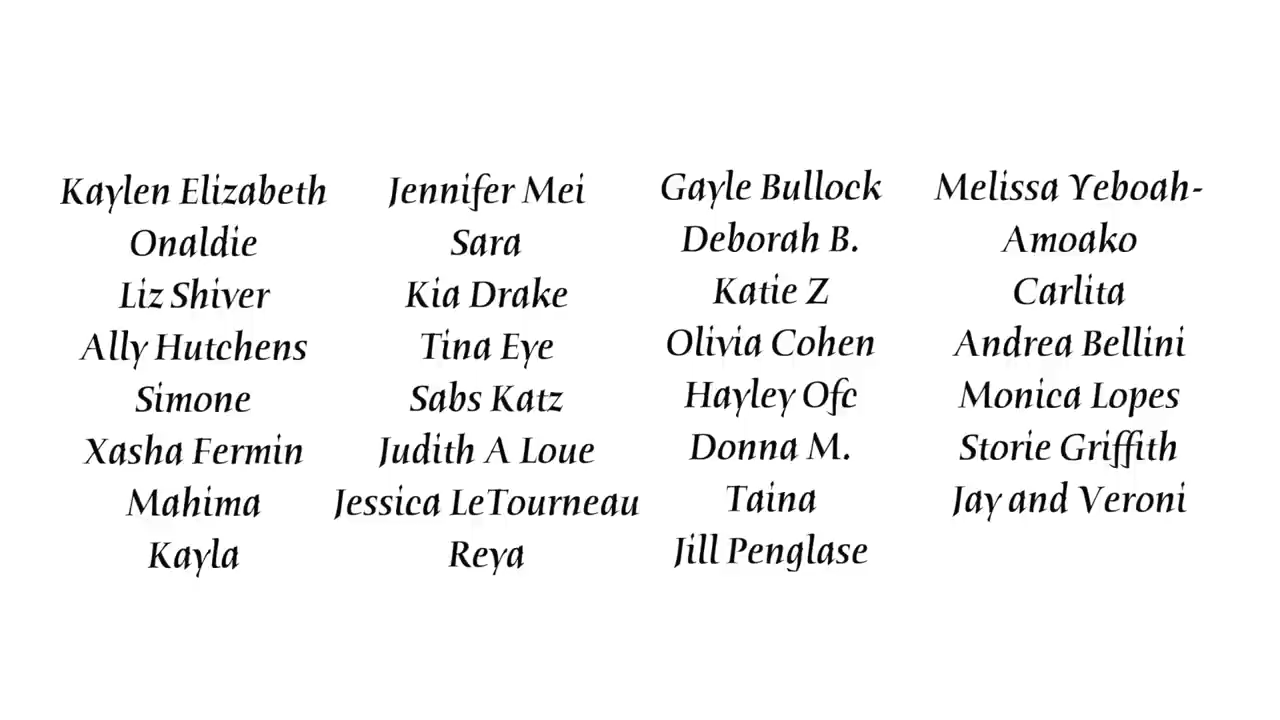 Kaylen Elizabeth
Onaldie
Liz Shiver
Ally Hutchens
Simone
Xasha Fermin
Mahima
Kayla
Jennifer Mei
Sara
Kia Drake
Tina Eye
Sabs Katz
Judith A Loue
Jessica LeTourneau
Reya
Gayle Bullock
Deborah B.
Katie Z
Olivia Cohen
Hayley Ofc
Donna M.
Taina
Jill Penglase
Melissa Yeboah-
Amoako
Carlita
Andrea Bellini
Monica Lopes
Storie Griffith
Jay and Veroni